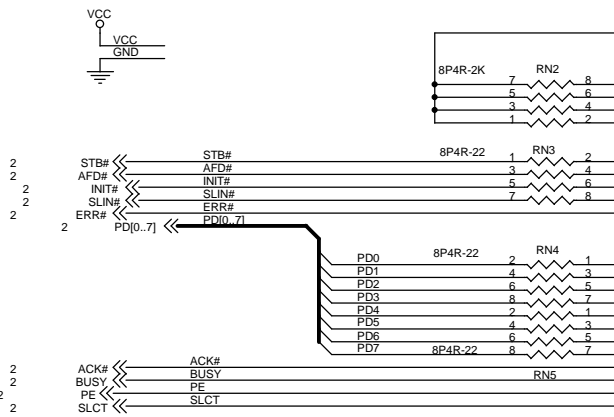 VCC
VCC
GND
8P4R-2K RN2
7 8
5 6
3 4
1 2
2 STB# STB# 8P4R-22 1 RN3 2
2 AFD# AFD# 3 4
2 INIT# INIT# 5 6
2 SLIN# SLIN# 7 8
2 ERR# ERR#
2 PD[0..7] PD[0..7]
8P4R-22 RN4
PD0 2 1
PD1 4 3
PD2 6 5
PD3 8 7
PD4 2 1
PD5 4 3
PD6 6 5
PD7 8P4R-22 8 7
2 ACK# ACK#
2 BUSY BUSY RN5
2 PE PE
2 SLCT SLCT